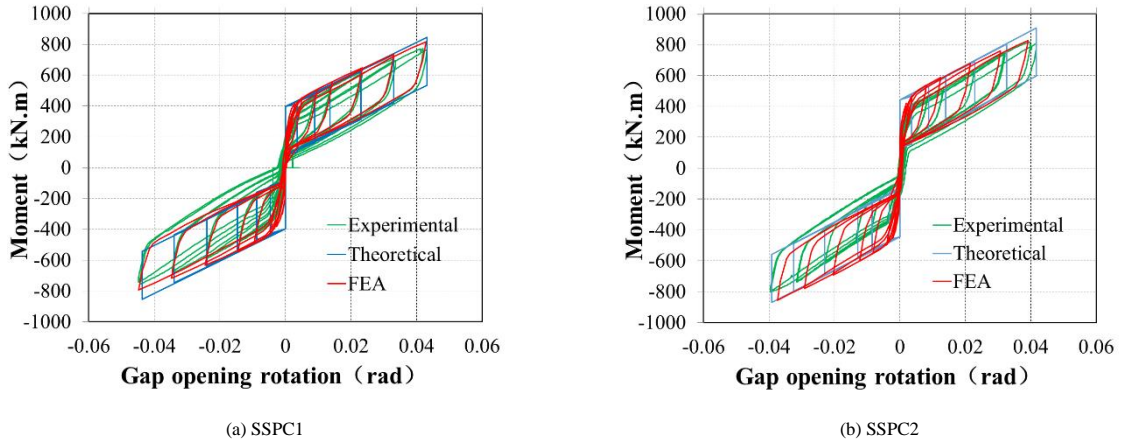 1000
800
600
400
200
0
-200
-400
-600
-800
-1000
Moment（kN.m）
Experimental
Theoretical
FEA
-0.06 -0.04 -0.02 0 0.02 0.04 0.06
Gap opening rotation（rad）
(a) SSPC1
1000
800
600
400
200
0
-200
-400
-600
-800
-1000
Moment（kN.m）
Experimental
Theoretical
FEA
-0.06 -0.04 -0.02 0 0.02 0.04 0.06
Gap opening rotation（rad）
(b) SSPC2